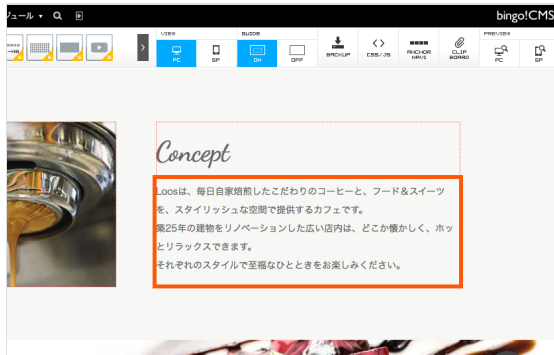 ジュール
bingo!CMS
VIEW
GUIDE
PREVIEW
PC
SP
ON
OFF
BACKUP
CSS/JS
ANCHOR
NAVI
CLIP
BOARD
PC
SP
Concept
Loosは、毎日自家焙煎したこだわりのコーヒーと、フード＆スイーツ
を、スタイリッシュな空間で提供するカフェです。
築25年の建物をリノベーションした広い店内は、どこか懐かしく、ホッ
とリラックスできます。
それぞれのスタイルで至福なひとときをお楽しみください。